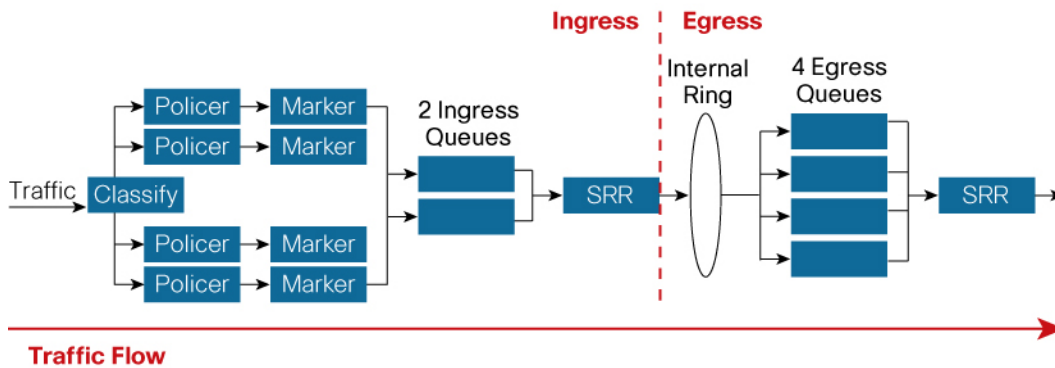 Ingress
Egress
Internal
Ring
4 Egress
Queues
Policer
Marker
2 Ingress
Queues
Policer
Marker
Traffic
Classify
SRR
SRR
Policer
Marker
Policer
Marker
Traffic Flow